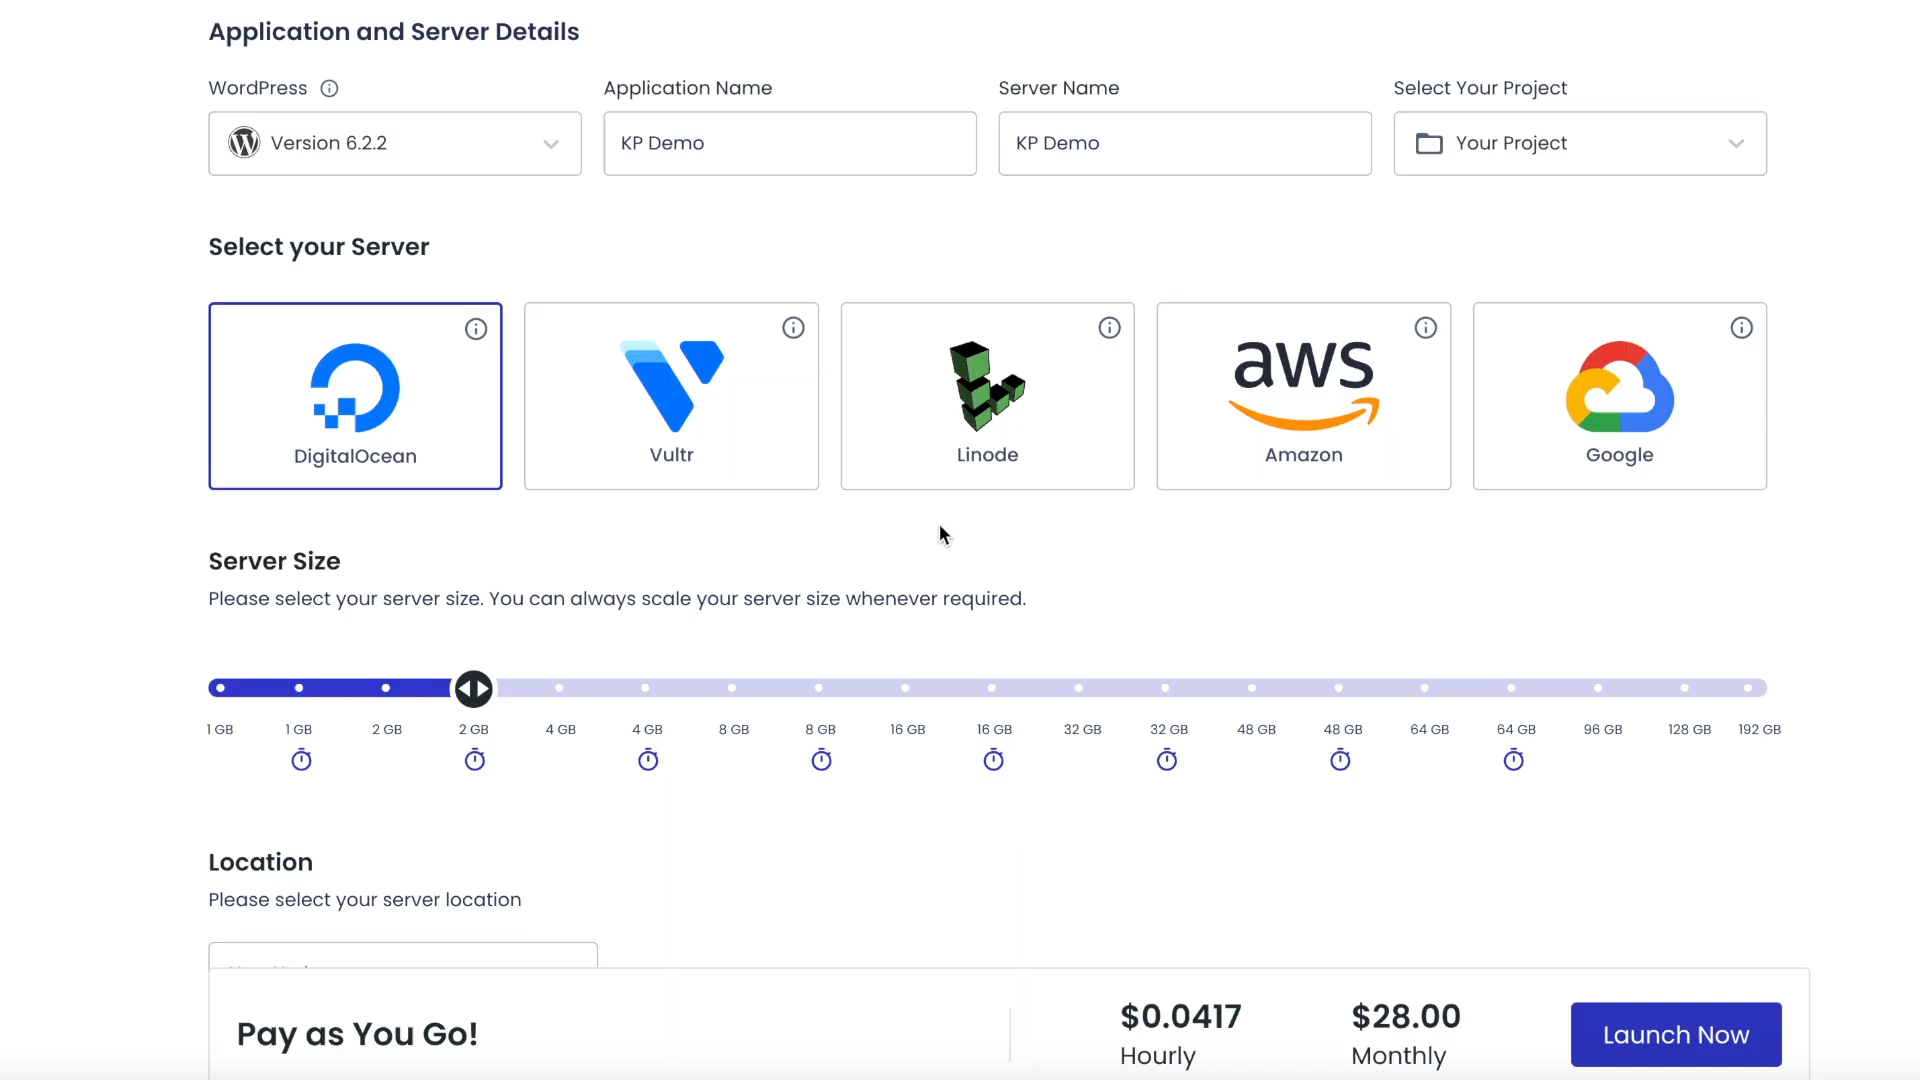 Application and Server Details
WordPress
Application Name
Server Name
Select Your Project
Version 6.2.2
KP Demo
KP Demo
Your Project
Select your Server
aws
DigitalOcean
Vultr
Linode
Amazon
Google
Server Size
Please select your server size. You can always scale your server size whenever required.
1 GB 1 GB 2 GB 2 GB 4 GB 4 GB 8 GB 8 GB 16 GB 16 GB 32 GB 32 GB 48 GB 48 GB 64 GB 64 GB 96 GB 128 GB 192 GB
Location
Please select your server location
Pay as You Go!
$0.0417
Hourly
$28.00
Monthly
Launch Now